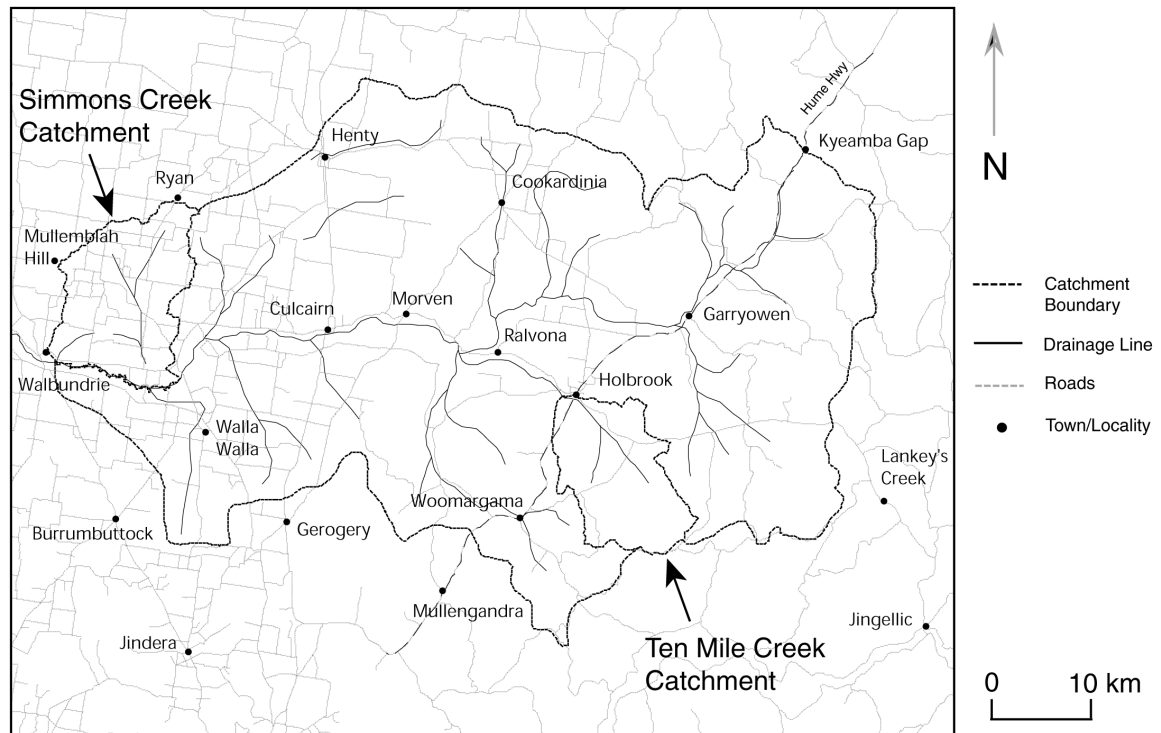 Simmons Creek
Catchment
Hume Hwy
Henty
Kyeamba Gap
Ryan
Cookardinia
Mullemblah
Hill
Culcairn
Morven
Garryowen
Ralvona
Walbundrie
Holbrook
Walla
Walla
Lankey's
Creek
Woomargama
Burrumbuttock
Gerogery
Mullengandra
Jingellic
Jindera
Ten Mile Creek
Catchment
N
Catchment
Boundary
Drainage Line
Roads
Town/Locality
0 10 km